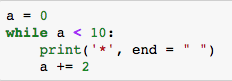 a = 0
while a < 10:
    print('*', end = " ")
    a += 2